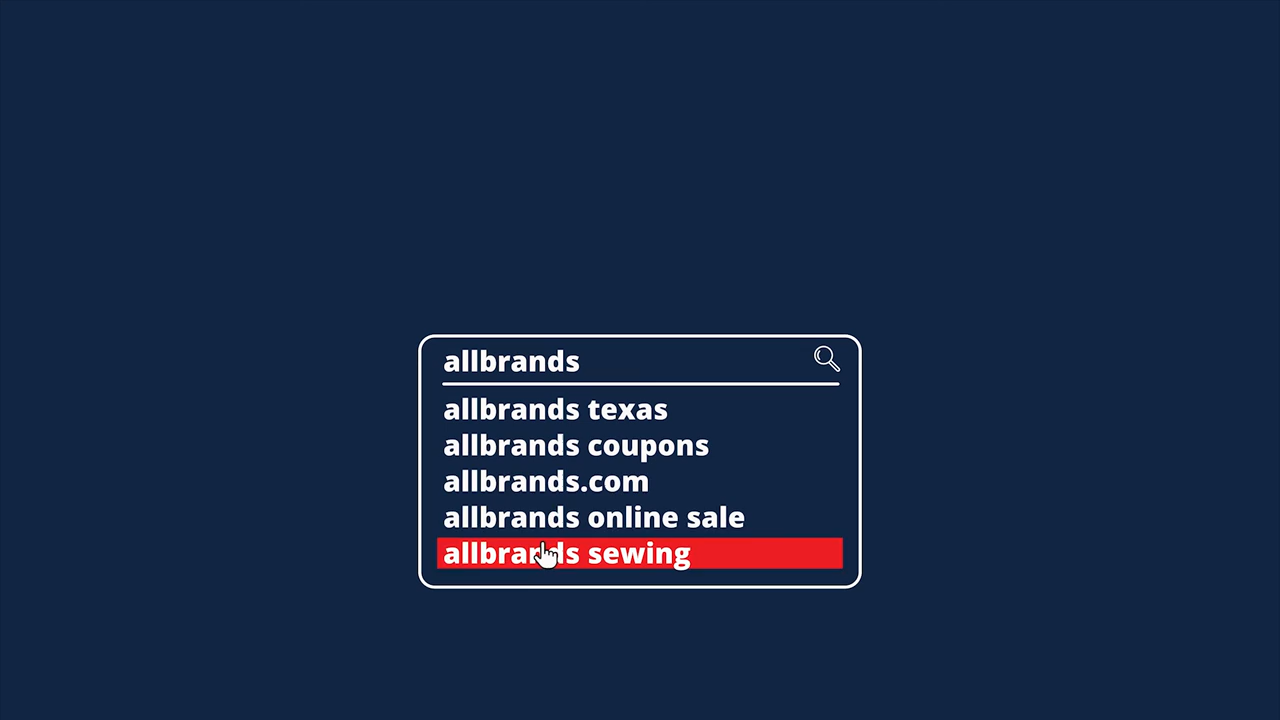 allbrands
allbrands texas
allbrands coupons
allbrands.com
allbrands online sale
allbrands sewing